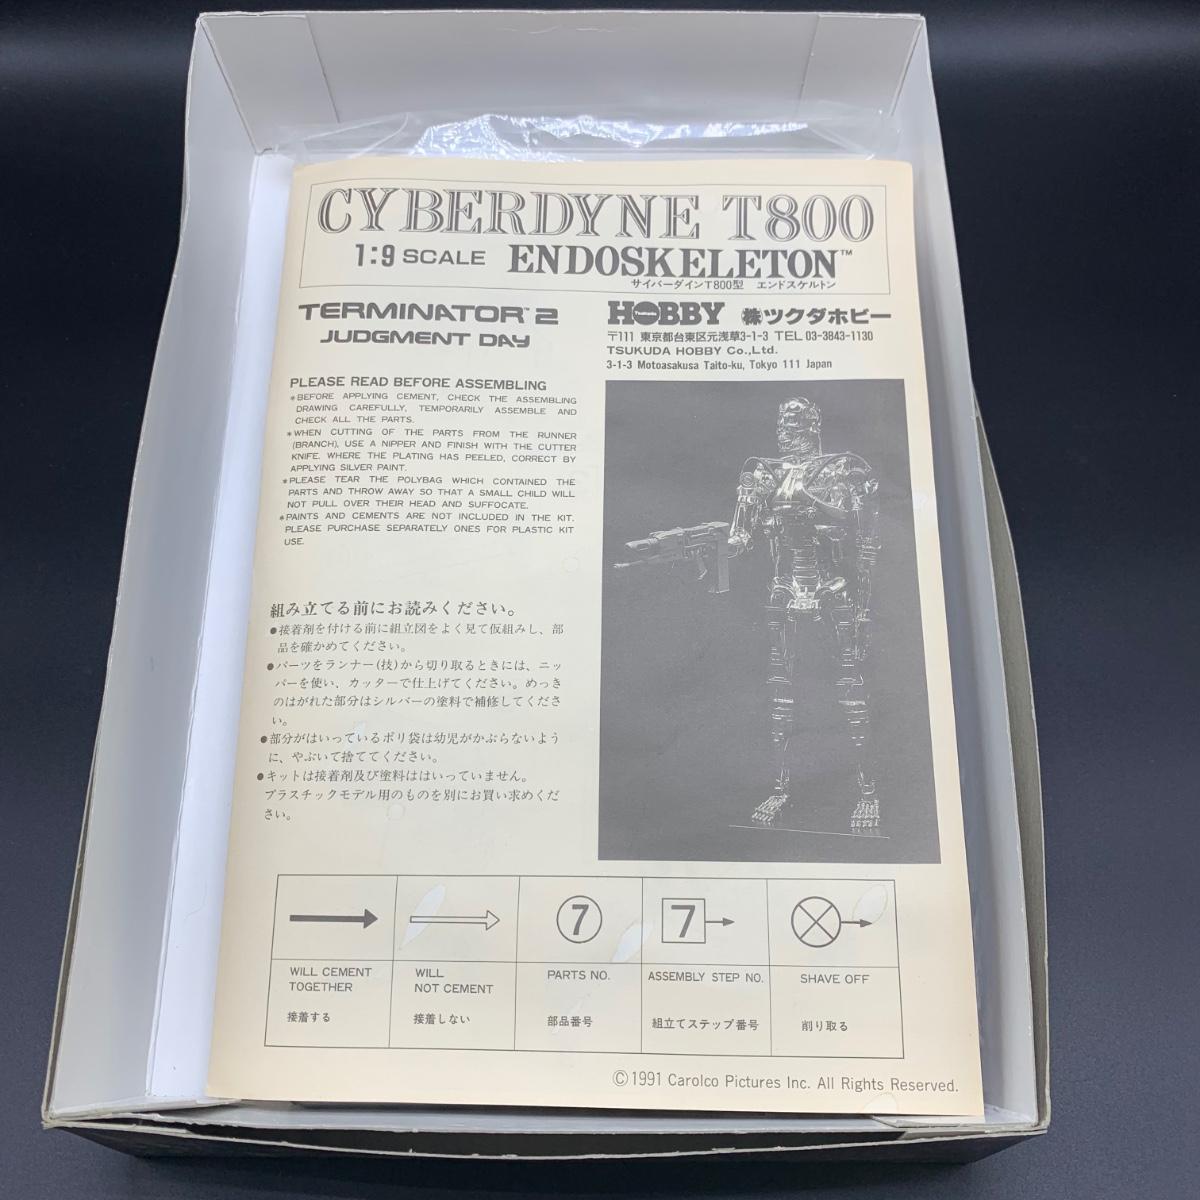 CYBERDYNE T800
1:9 SCALE ENDOSKELETON™
サイバーダインT800型 エンドスケルトン
TERMINATOR™ 2
JUDGMENT DAY
HOBBY ㈱ツクダホビー
〒111 東京都台東区元浅草3-1-3 TEL 03-3843-1130
TSUKUDA HOBBY Co.,Ltd.
3-1-3 Motoasakusa Taito-ku, Tokyo 111 Japan
PLEASE READ BEFORE ASSEMBLING
*BEFORE APPLYING CEMENT, CHECK THE ASSEMBLING
DRAWING CAREFULLY, TEMPORARILY ASSEMBLE AND
CHECK ALL THE PARTS.
*WHEN CUTTING OF THE PARTS FROM THE RUNNER
(BRANCH), USE A NIPPER AND FINISH WITH THE CUTTER
KNIFE. WHERE THE PLATING HAS PEELED, CORRECT BY
APPLYING SILVER PAINT.
*PLEASE TEAR THE POLYBAG WHICH CONTAINED THE
PARTS AND THROW AWAY SO THAT A SMALL CHILD WILL
NOT PULL OVER THEIR HEAD AND SUFFOCATE.
*PAINTS AND CEMENTS ARE NOT INCLUDED IN THE KIT.
PLEASE PURCHASE SEPARATELY ONES FOR PLASTIC KIT
USE.
組み立てる前にお読みください。
●接着剤を付ける前に組立図をよく見て仮組みし、部
品を確かめてください。
●パーツをランナー(技)から切り取るときには、ニッ
パーを使い、カッターで仕上げてください。めっき
のはがれた部分はシルバーの塗料で補修してくださ
い。
●部分がはいっているポリ袋は幼児がかぶらないよう
に、やぶいて捨ててください。
●キットは接着剤及び塗料ははいっていません。
プラスチックモデル用のものを別にお買い求めくだ
さい。
7
7
WILL CEMENT
TOGETHER
WILL
NOT CEMENT
PARTS NO.
ASSEMBLY STEP NO.
SHAVE OFF
接着する
接着しない
部品番号
組立てステップ番号
削り取る
©1991 Carolco Pictures Inc. All Rights Reserved.